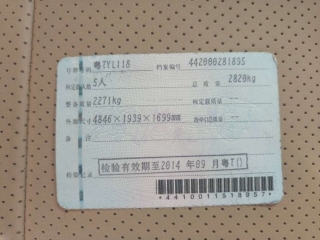 号牌号码 粤TYL118 档案编号 442000281895
核定载人数 5人 总质量 2820kg
整备质量 2271kg 核定载质量 --
外廓尺寸 4846×1939×1699mm 准牵引总质量 --
备注
检验有效期至2014年09月粤T()
检验记录
*4410011518957*